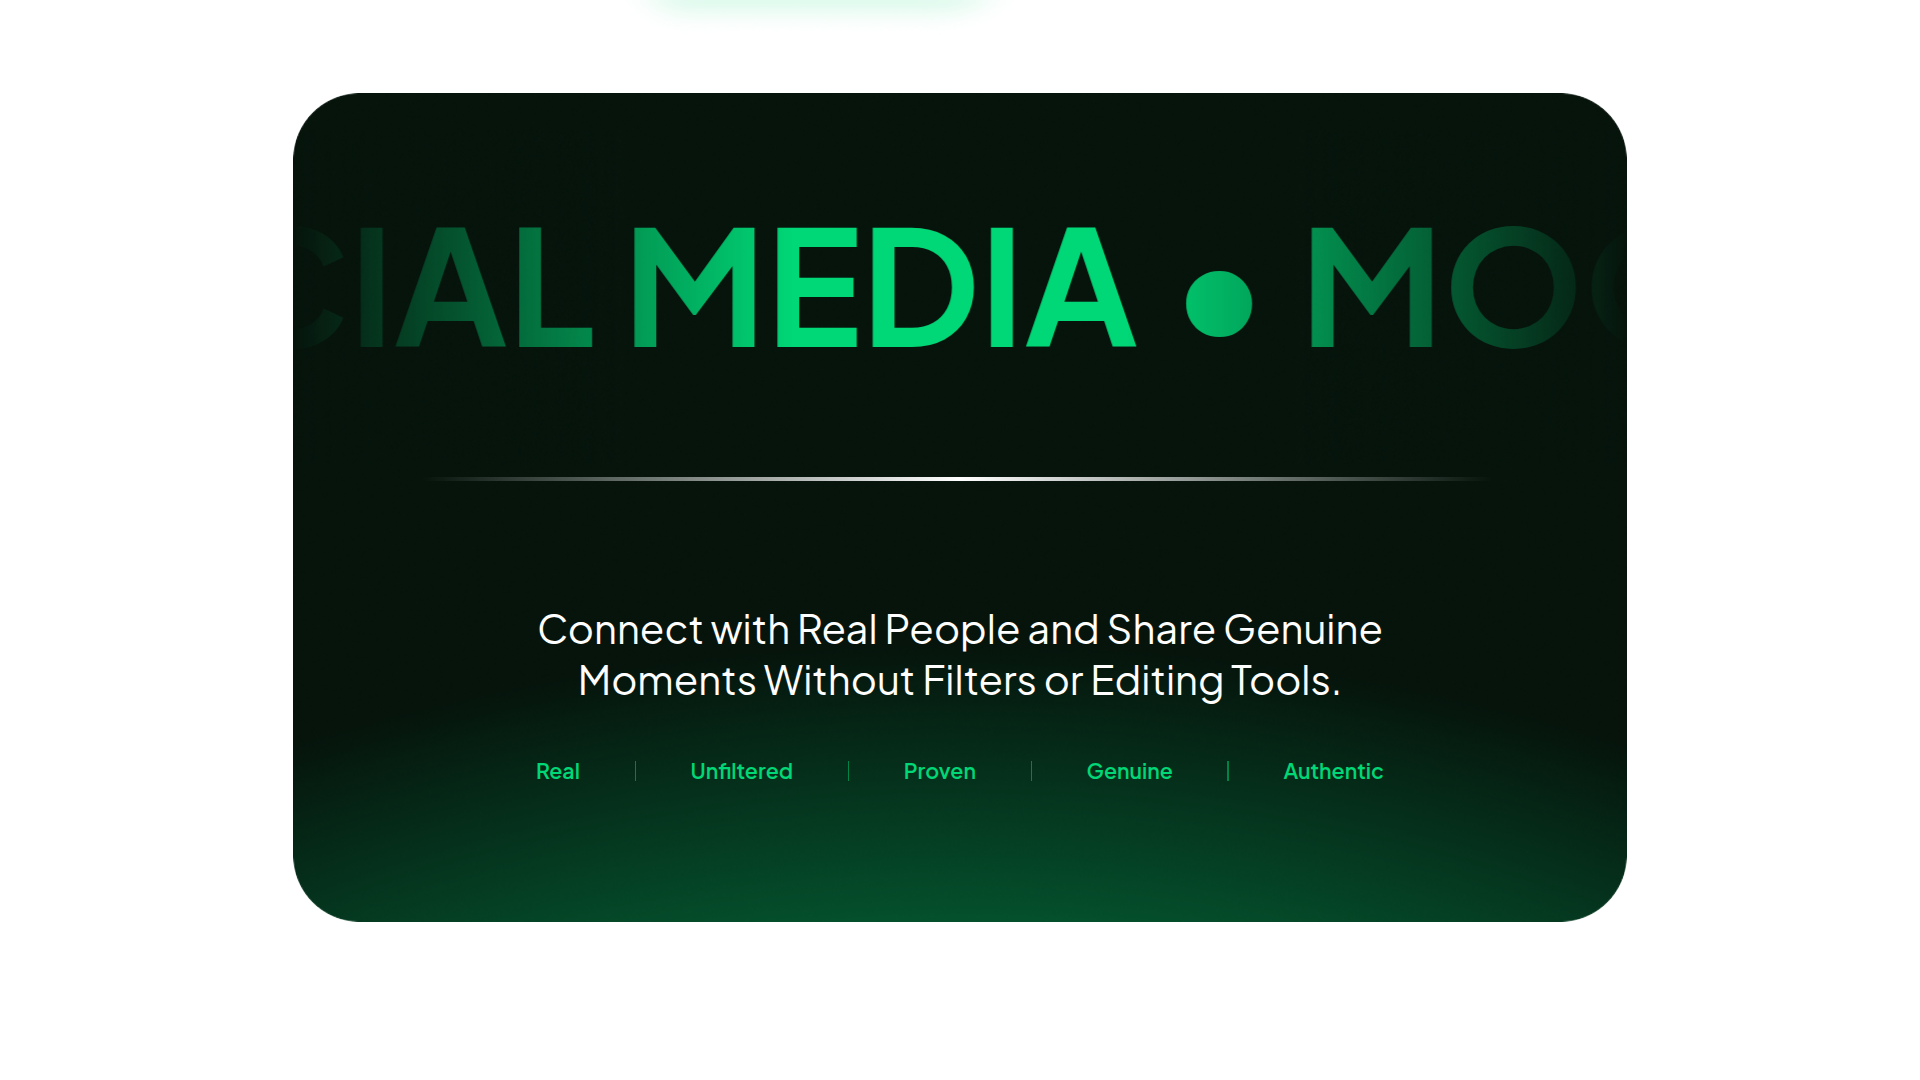 CIAL MEDIA • MO
Connect with Real People and Share Genuine
Moments Without Filters or Editing Tools.
Real | Unfiltered | Proven | Genuine | Authentic